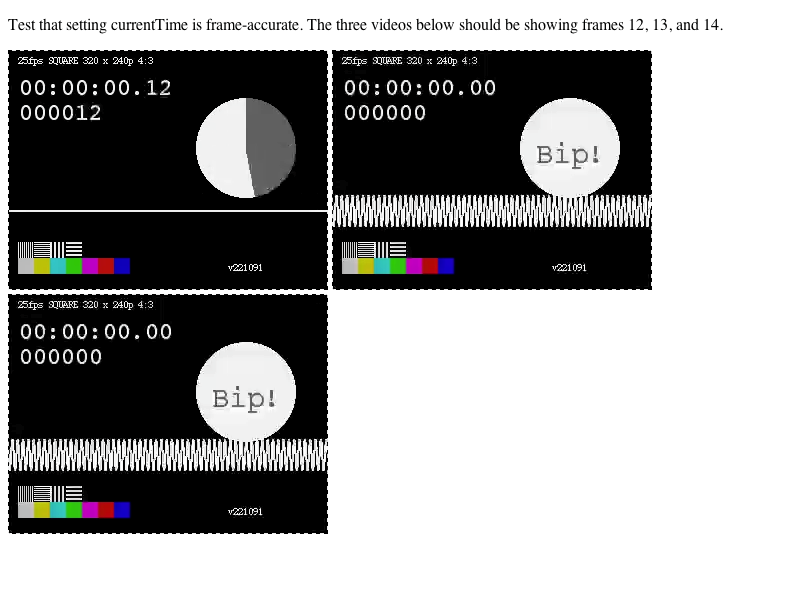 Test that setting currentTime is frame-accurate. The three videos below should be showing frames 12, 13, and 14.
25fps SQUARE 320 x 240p 4:3
00:00:00.12
000012
v221091
25fps SQUARE 320 x 240p 4:3
00:00:00.00
000000
Bip!
v221091
25fps SQUARE 320 x 240p 4:3
00:00:00.00
000000
Bip!
v221091